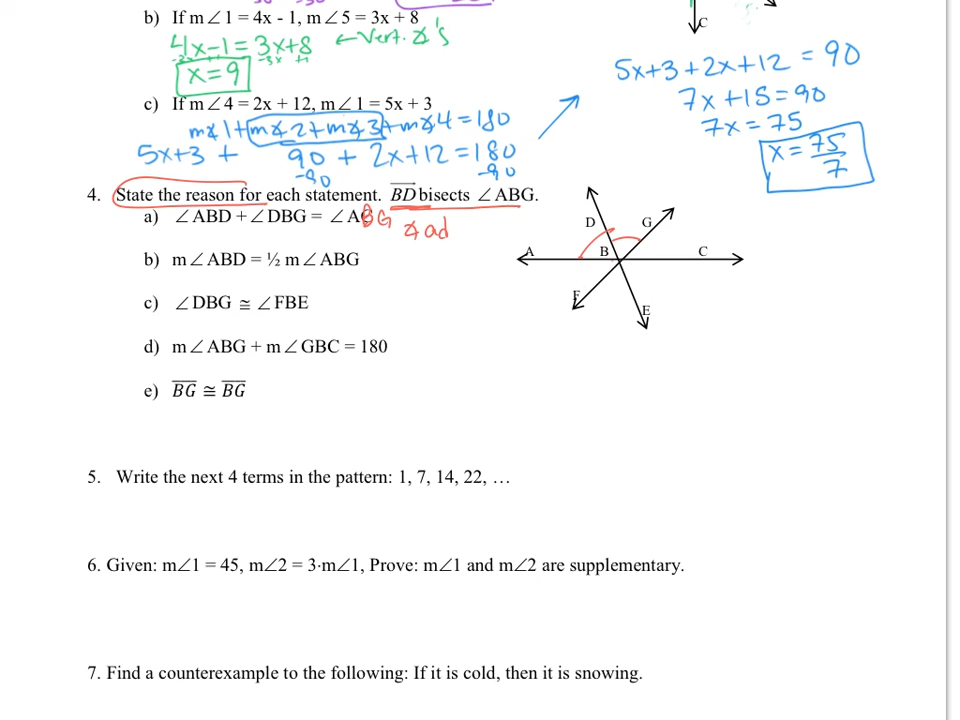 b) If m∠1 = 4x - 1, m∠5 = 3x + 8
4x-1 = 3x+8 ← Vert. ∡'s
-3x +1 -3x +1
x=9
C
c) If m∠4 = 2x + 12, m∠1 = 5x + 3
m∡1+m∡2+m∡3+m∡4=180
5x+3 + 90 + 2x+12=180
-90 -90
5x+3+2x+12 = 90
7x+15=90
7x=75
x = 75/7
4. State the reason for each statement. BD bisects ∠ABG.
a) ∠ABD + ∠DBG = ∠ABG ∡ad
b) m∠ABD = ½ m∠ABG
c) ∠DBG ≅ ∠FBE
d) m∠ABG + m∠GBC = 180
e) BG ≅ BG
D G
A B C
F E
5. Write the next 4 terms in the pattern: 1, 7, 14, 22, …
6. Given: m∠1 = 45, m∠2 = 3·m∠1, Prove: m∠1 and m∠2 are supplementary.
7. Find a counterexample to the following: If it is cold, then it is snowing.